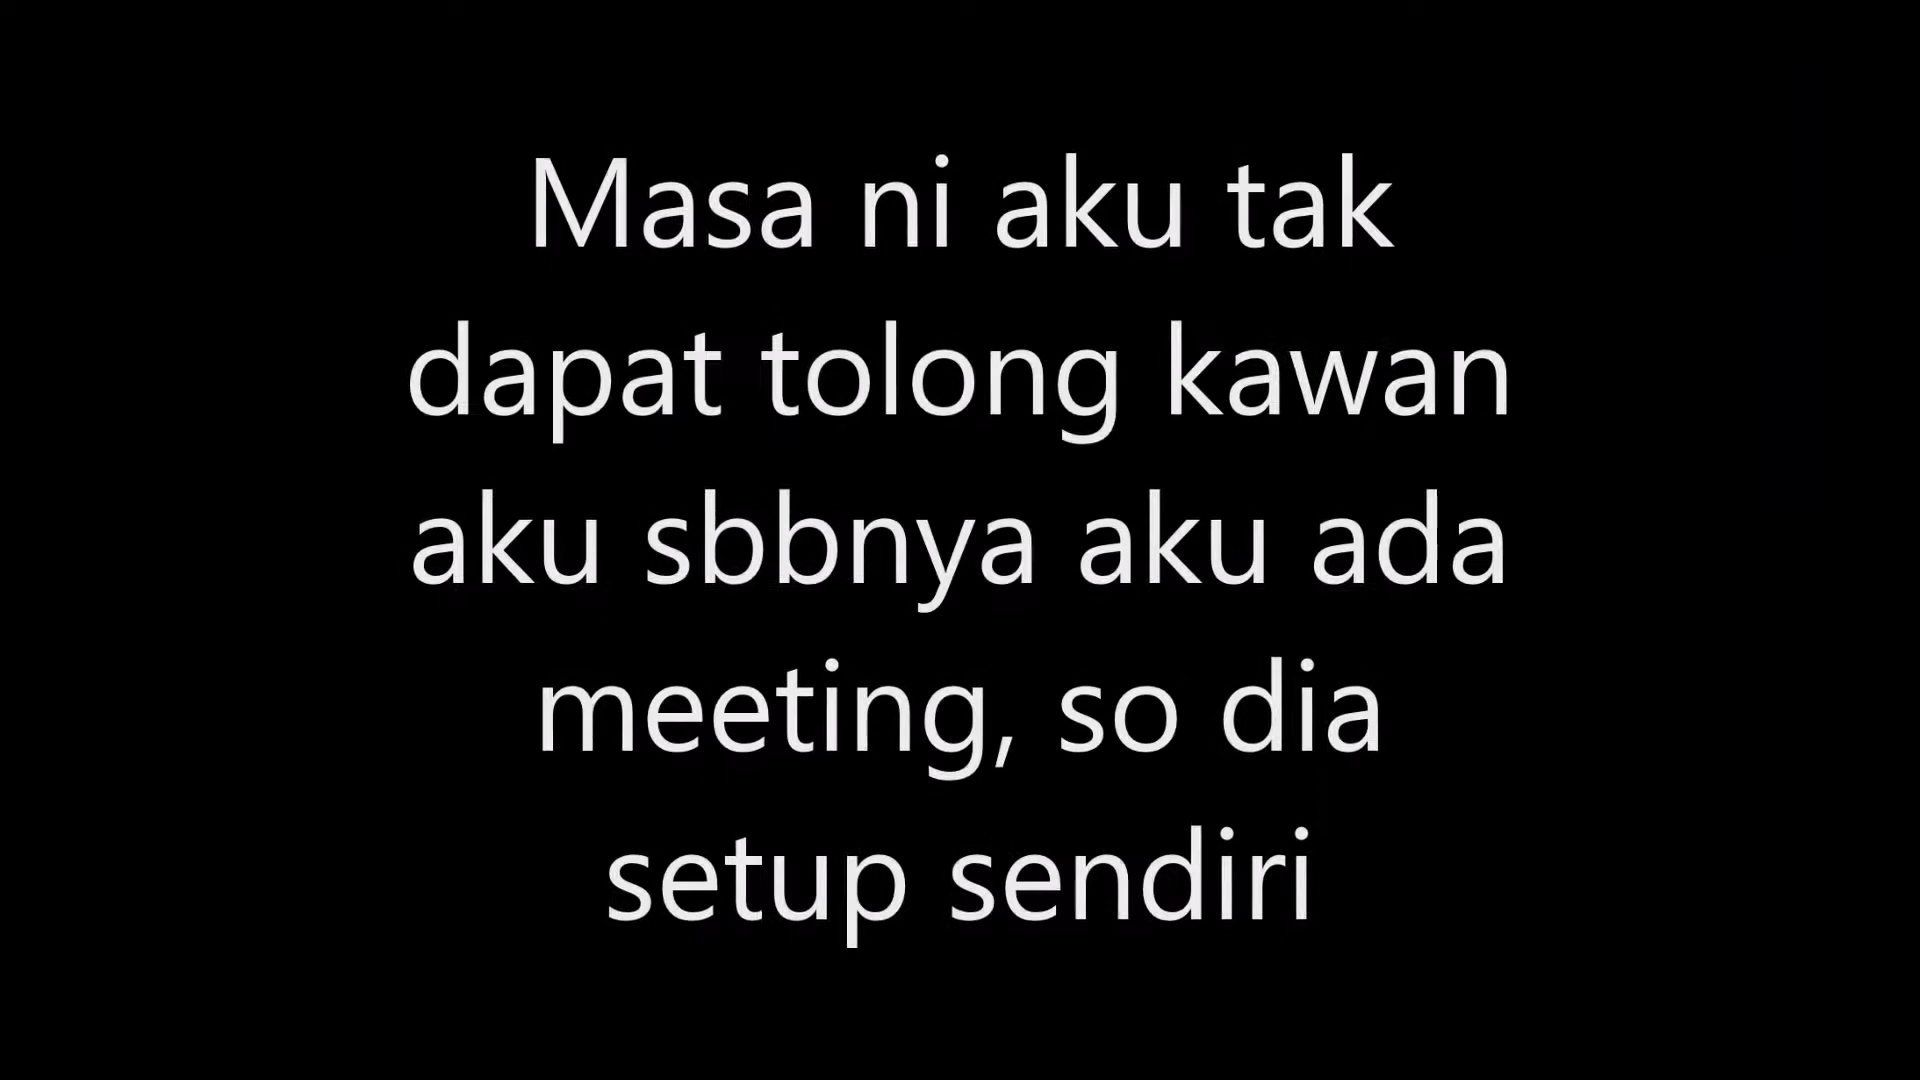 Masa ni aku tak
dapat tolong kawan
aku sbbnya aku ada
meeting, so dia
setup sendiri